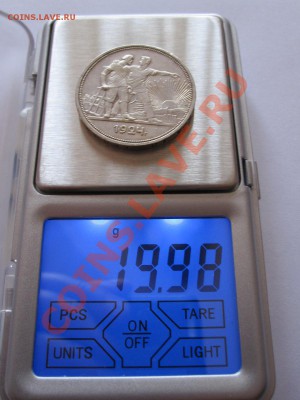 coins.lave.ru
1924
COINS.LAVE.RU
g
19.98
PCS
ON
OFF
TARE
UNITS
LIGHT